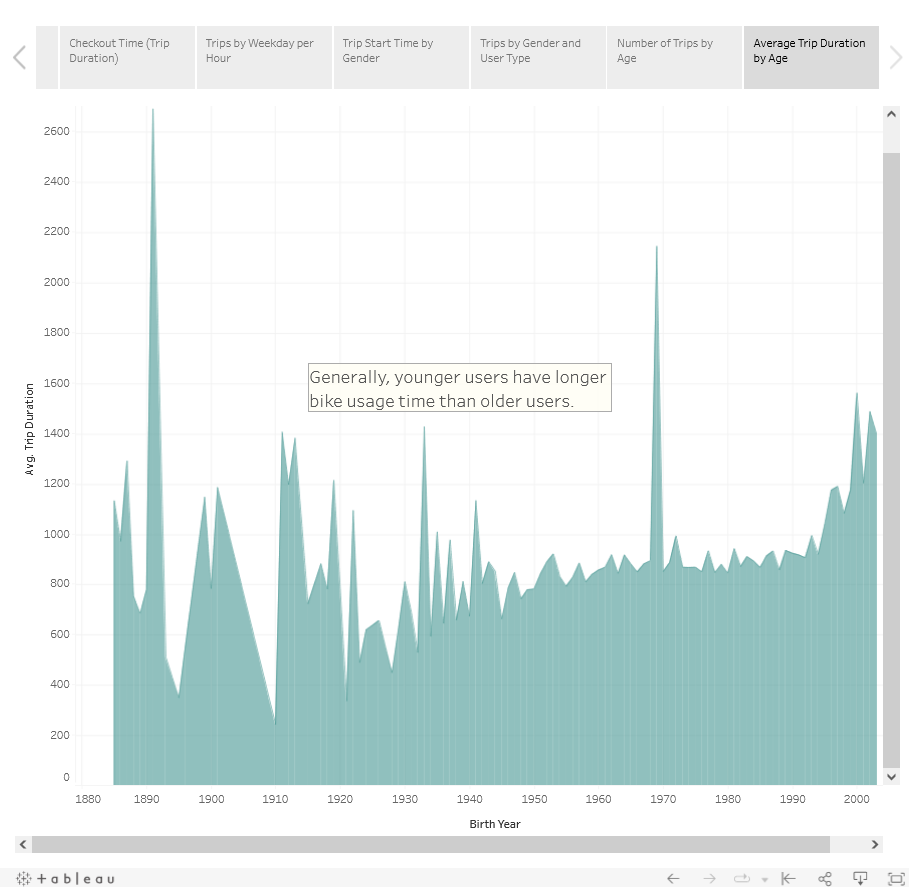 Checkout Time (Trip
Duration)
Trips by Weekday per
Hour
Trip Start Time by
Gender
Trips by Gender and
User Type
Number of Trips by
Age
Average Trip Duration
by Age
2600
2400
2200
2000
1800
1600
1400
1200
1000
800
600
400
200
0
Avg. Trip Duration
Generally, younger users have longer
bike usage time than older users.
1880 1890 1900 1910 1920 1930 1940 1950 1960 1970 1980 1990 2000
Birth Year
+ableau